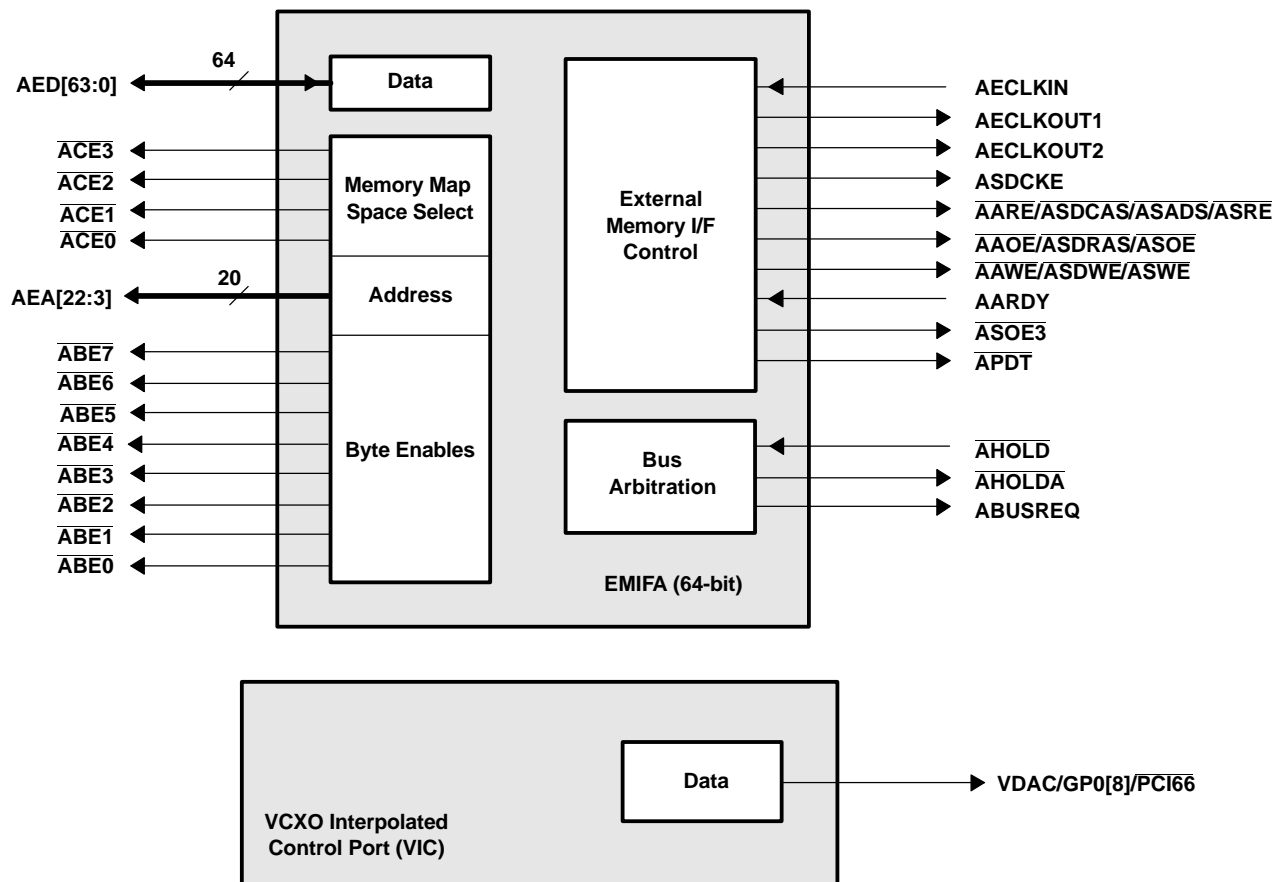 64
AED[63:0]
Data
ACE3
ACE2
ACE1
ACE0
Memory Map
Space Select
20
AEA[22:3]
Address
ABE7
ABE6
ABE5
ABE4
ABE3
ABE2
ABE1
ABE0
Byte Enables
External
Memory I/F
Control
AECLKIN
AECLKOUT1
AECLKOUT2
ASDCKE
AARE/ASDCAS/ASADS/ASRE
AAOE/ASDRAS/ASOE
AAWE/ASDWE/ASWE
AARDY
ASOE3
APDT
Bus
Arbitration
AHOLD
AHOLDA
ABUSREQ
EMIFA (64-bit)
Data
VDAC/GP0[8]/PCI66
VCXO Interpolated
Control Port (VIC)